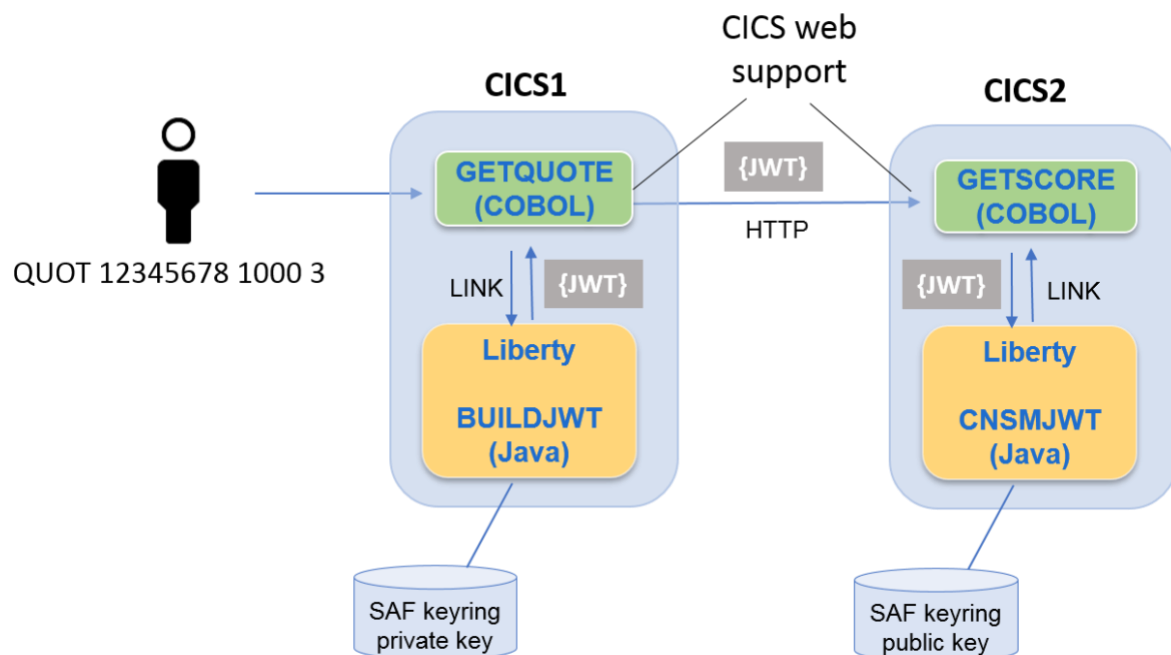 CICS web
support
CICS1
CICS2
GETQUOTE
(COBOL)
{JWT}
GETSCORE
(COBOL)
HTTP
QUOT 12345678 1000 3
LINK
{JWT}
{JWT}
LINK
Liberty
BUILDJWT
(Java)
Liberty
CNSMJWT
(Java)
SAF keyring
private key
SAF keyring
public key